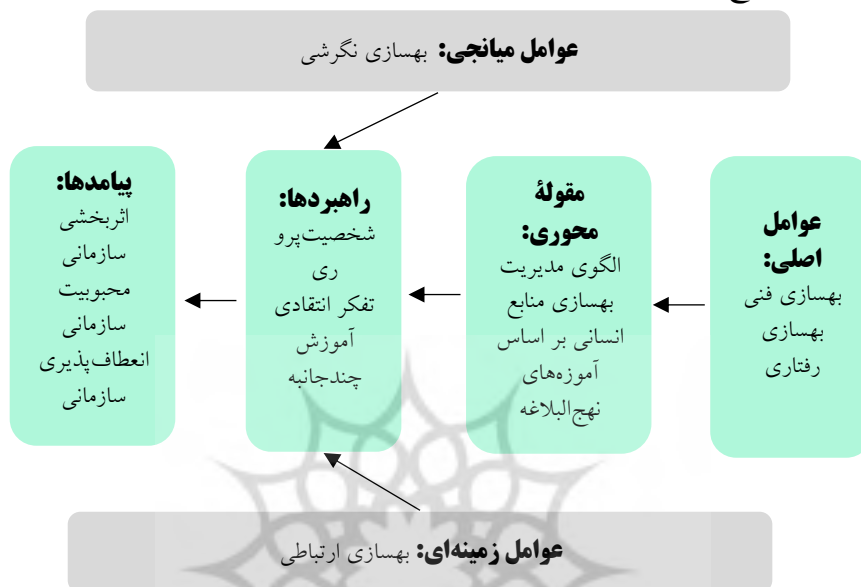 عوامل میانجی: بهسازی نگرشی
عوامل
اصلی:
بهسازی فنی
بهسازی
رفتاری
مقولۀ
محوری:
الگوی مدیریت
بهسازی منابع
انسانی بر اساس
آموزه‌های
نهج‌البلاغه
راهبردها:
شخصیت‌پرو
ری
تفکر انتقادی
آموزش
چندجانبه
پیامدها:
اثربخشی
سازمانی
محبوبیت
سازمانی
انعطاف‌پذیری
سازمانی
عوامل زمینه‌ای: بهسازی ارتباطی